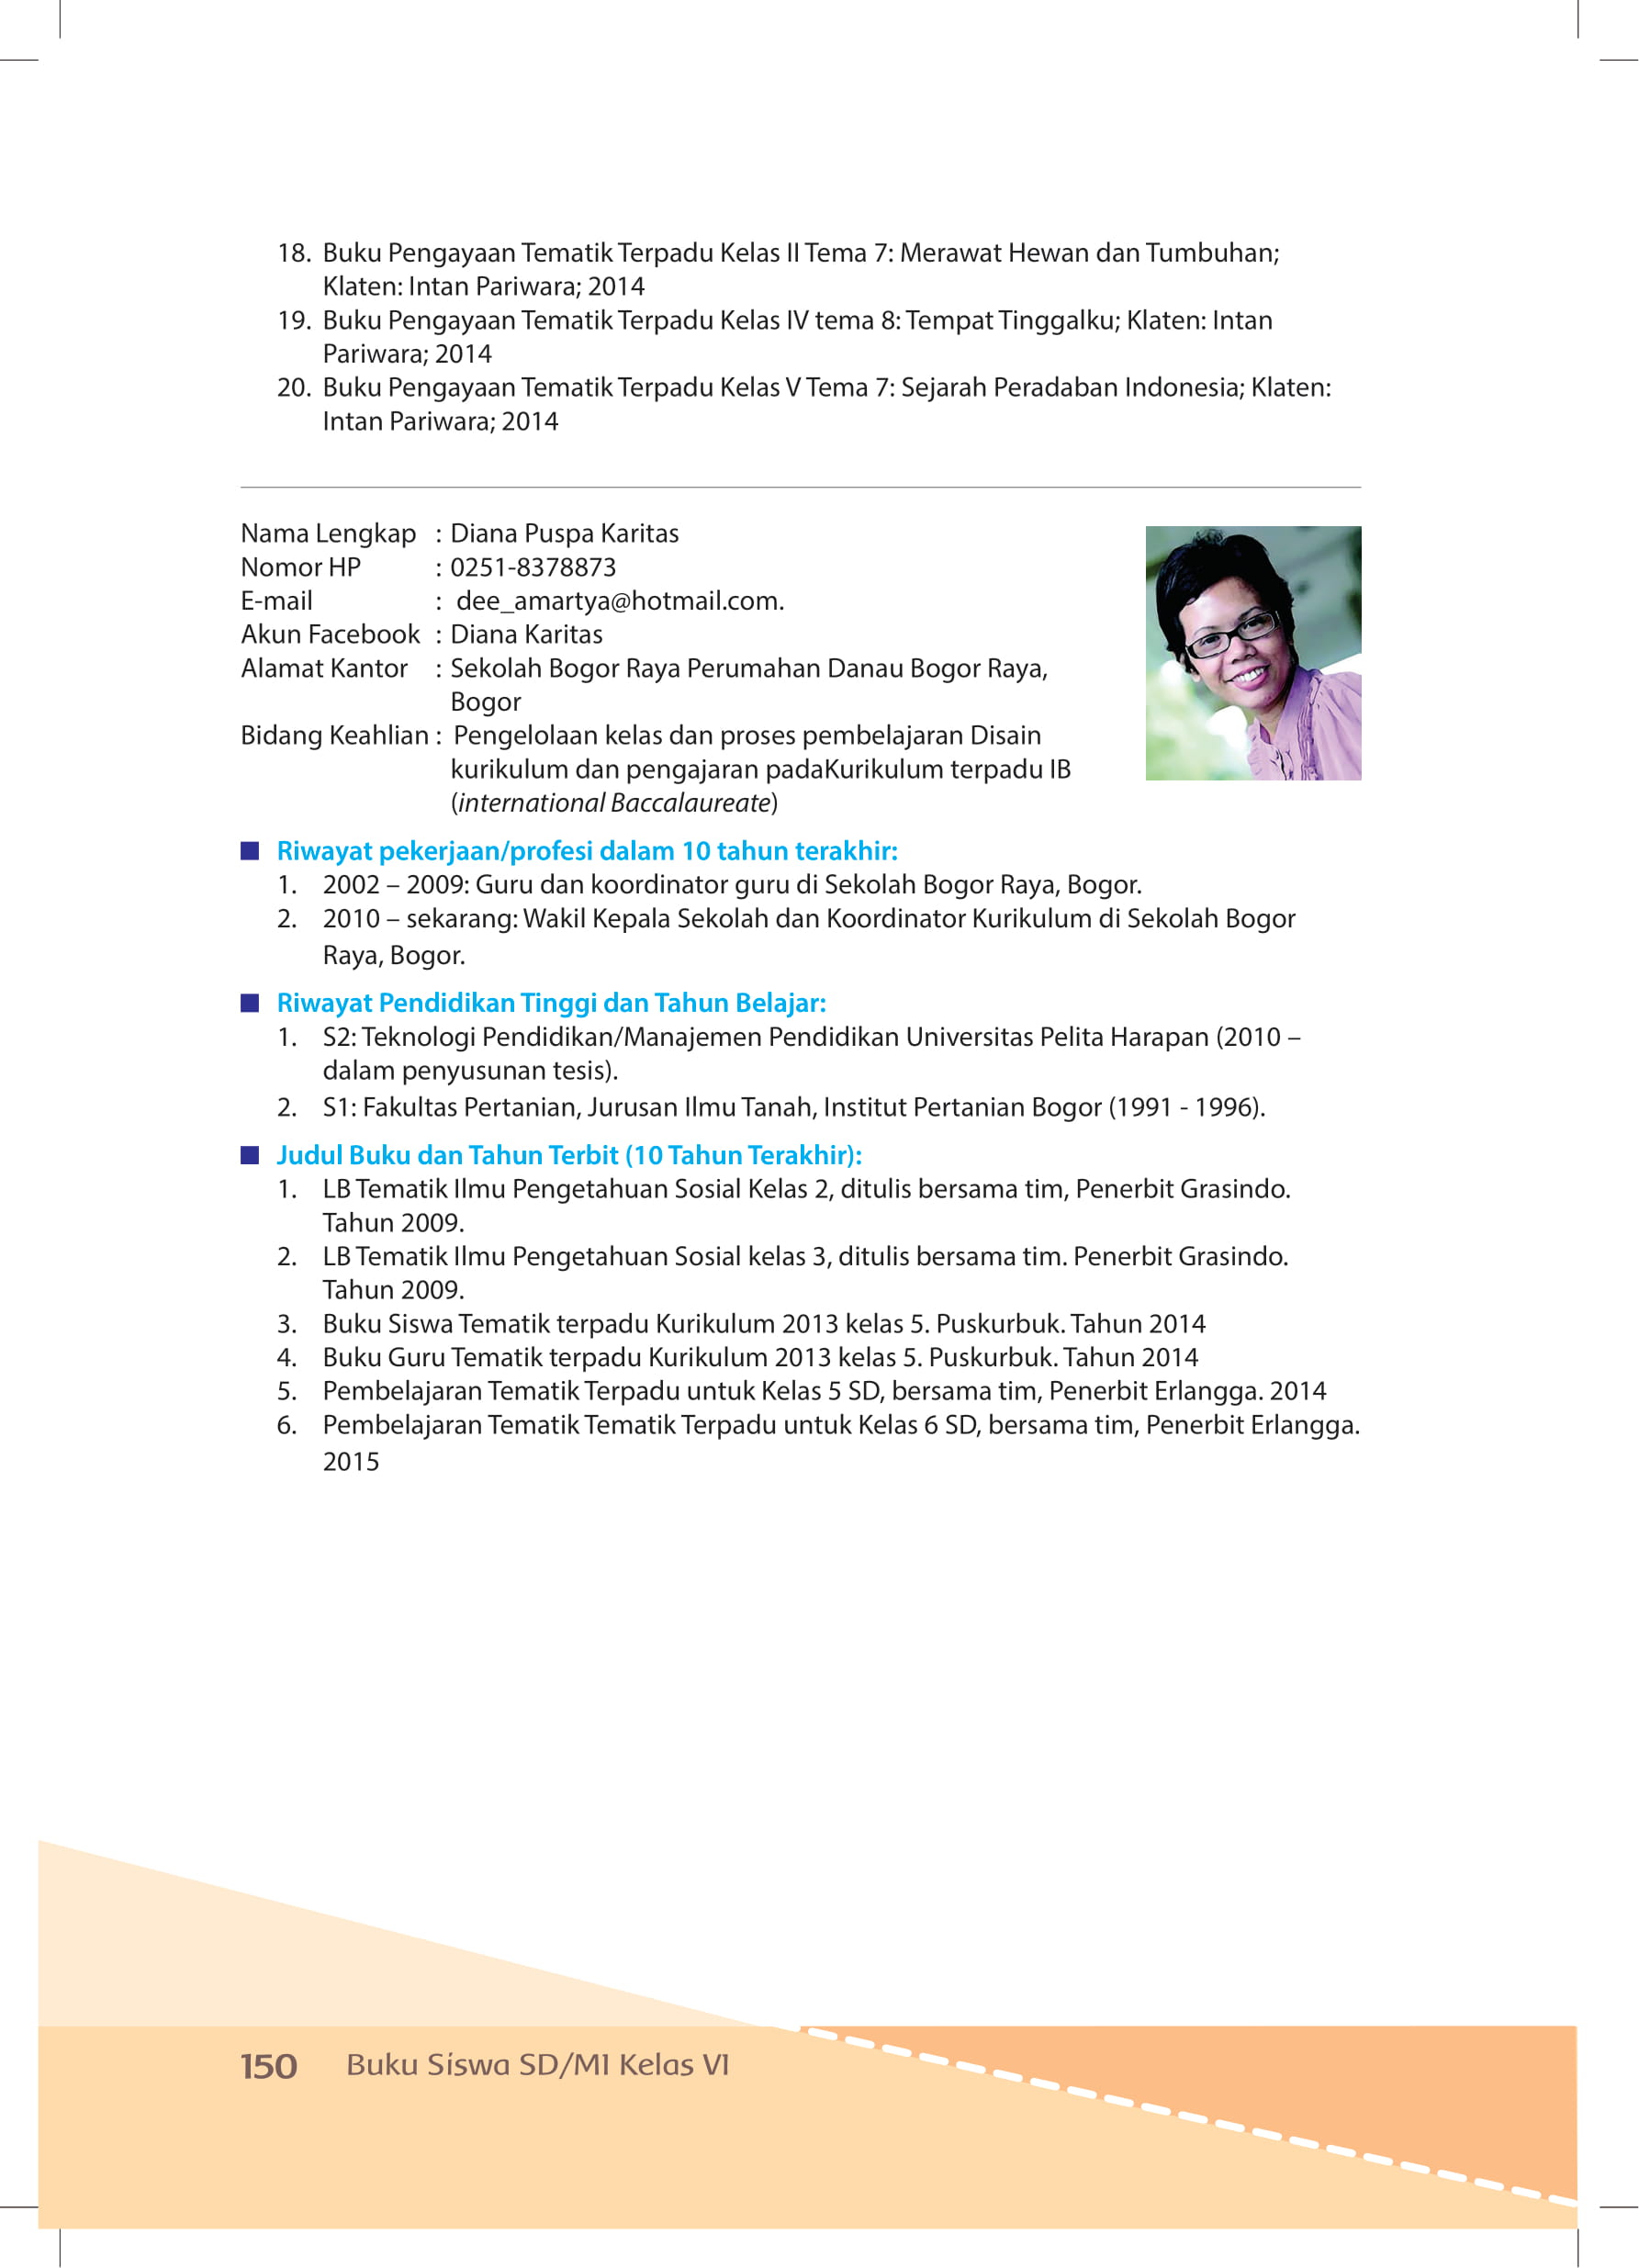 18. Buku Pengayaan Tematik Terpadu Kelas II Tema 7: Merawat Hewan dan Tumbuhan;
Klaten: Intan Pariwara; 2014
19. Buku Pengayaan Tematik Terpadu Kelas IV tema 8: Tempat Tinggalku; Klaten: Intan
Pariwara; 2014
20. Buku Pengayaan Tematik Terpadu Kelas V Tema 7: Sejarah Peradaban Indonesia; Klaten:
Intan Pariwara; 2014
Nama Lengkap : Diana Puspa Karitas
Nomor HP : 0251-8378873
E-mail : dee_amartya@hotmail.com.
Akun Facebook : Diana Karitas
Alamat Kantor : Sekolah Bogor Raya Perumahan Danau Bogor Raya,
Bogor
Bidang Keahlian : Pengelolaan kelas dan proses pembelajaran Disain
kurikulum dan pengajaran padaKurikulum terpadu IB
(international Baccalaureate)
Riwayat pekerjaan/profesi dalam 10 tahun terakhir:
1. 2002 – 2009: Guru dan koordinator guru di Sekolah Bogor Raya, Bogor.
2. 2010 – sekarang: Wakil Kepala Sekolah dan Koordinator Kurikulum di Sekolah Bogor
Raya, Bogor.
Riwayat Pendidikan Tinggi dan Tahun Belajar:
1. S2: Teknologi Pendidikan/Manajemen Pendidikan Universitas Pelita Harapan (2010 –
dalam penyusunan tesis).
2. S1: Fakultas Pertanian, Jurusan Ilmu Tanah, Institut Pertanian Bogor (1991 - 1996).
Judul Buku dan Tahun Terbit (10 Tahun Terakhir):
1. LB Tematik Ilmu Pengetahuan Sosial Kelas 2, ditulis bersama tim, Penerbit Grasindo.
Tahun 2009.
2. LB Tematik Ilmu Pengetahuan Sosial kelas 3, ditulis bersama tim. Penerbit Grasindo.
Tahun 2009.
3. Buku Siswa Tematik terpadu Kurikulum 2013 kelas 5. Puskurbuk. Tahun 2014
4. Buku Guru Tematik terpadu Kurikulum 2013 kelas 5. Puskurbuk. Tahun 2014
5. Pembelajaran Tematik Terpadu untuk Kelas 5 SD, bersama tim, Penerbit Erlangga. 2014
6. Pembelajaran Tematik Tematik Terpadu untuk Kelas 6 SD, bersama tim, Penerbit Erlangga.
2015
150 Buku Siswa SD/MI Kelas VI